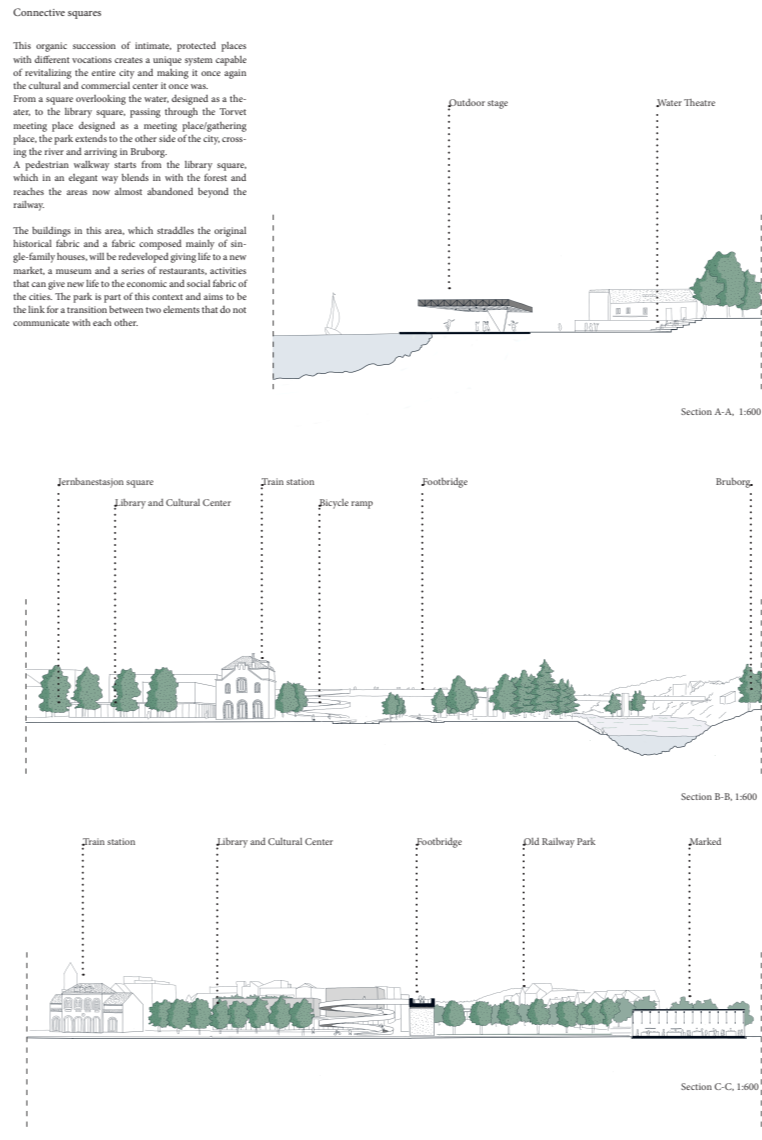 Connective squares
This organic succession of intimate, protected places
with different vocations creates a unique system capable
of revitalizing the entire city and making it once again
the cultural and commercial center it once was.
From a square overlooking the water, designed as a the-
ater, to the library square, passing through the Torvet
meeting place designed as a meeting place/gathering
place, the park extends to the other side of the city, cross-
ing the river and arriving in Bruborg.
A pedestrian walkway starts from the library square,
which in an elegant way blends in with the forest and
reaches the areas now almost abandoned beyond the
railway.
The buildings in this area, which straddles the original
historical fabric and a fabric composed mainly of sin-
gle-family houses, will be redeveloped giving life to a new
market, a museum and a series of restaurants, activities
that can give new life to the economic and social fabric of
the cities. The park is part of this context and aims to be
the link for a transition between two elements that do not
communicate with each other.
Outdoor stage
Water Theatre
HY
Section A-A, 1:600
Jernbanestasjon square
Train station
Footbridge
Bruborg
Library and Cultural Center
Bicycle ramp
Section B-B, 1:600
Train station
Library and Cultural Center
Footbridge
Old Railway Park
Marked
Section C-C, 1:600